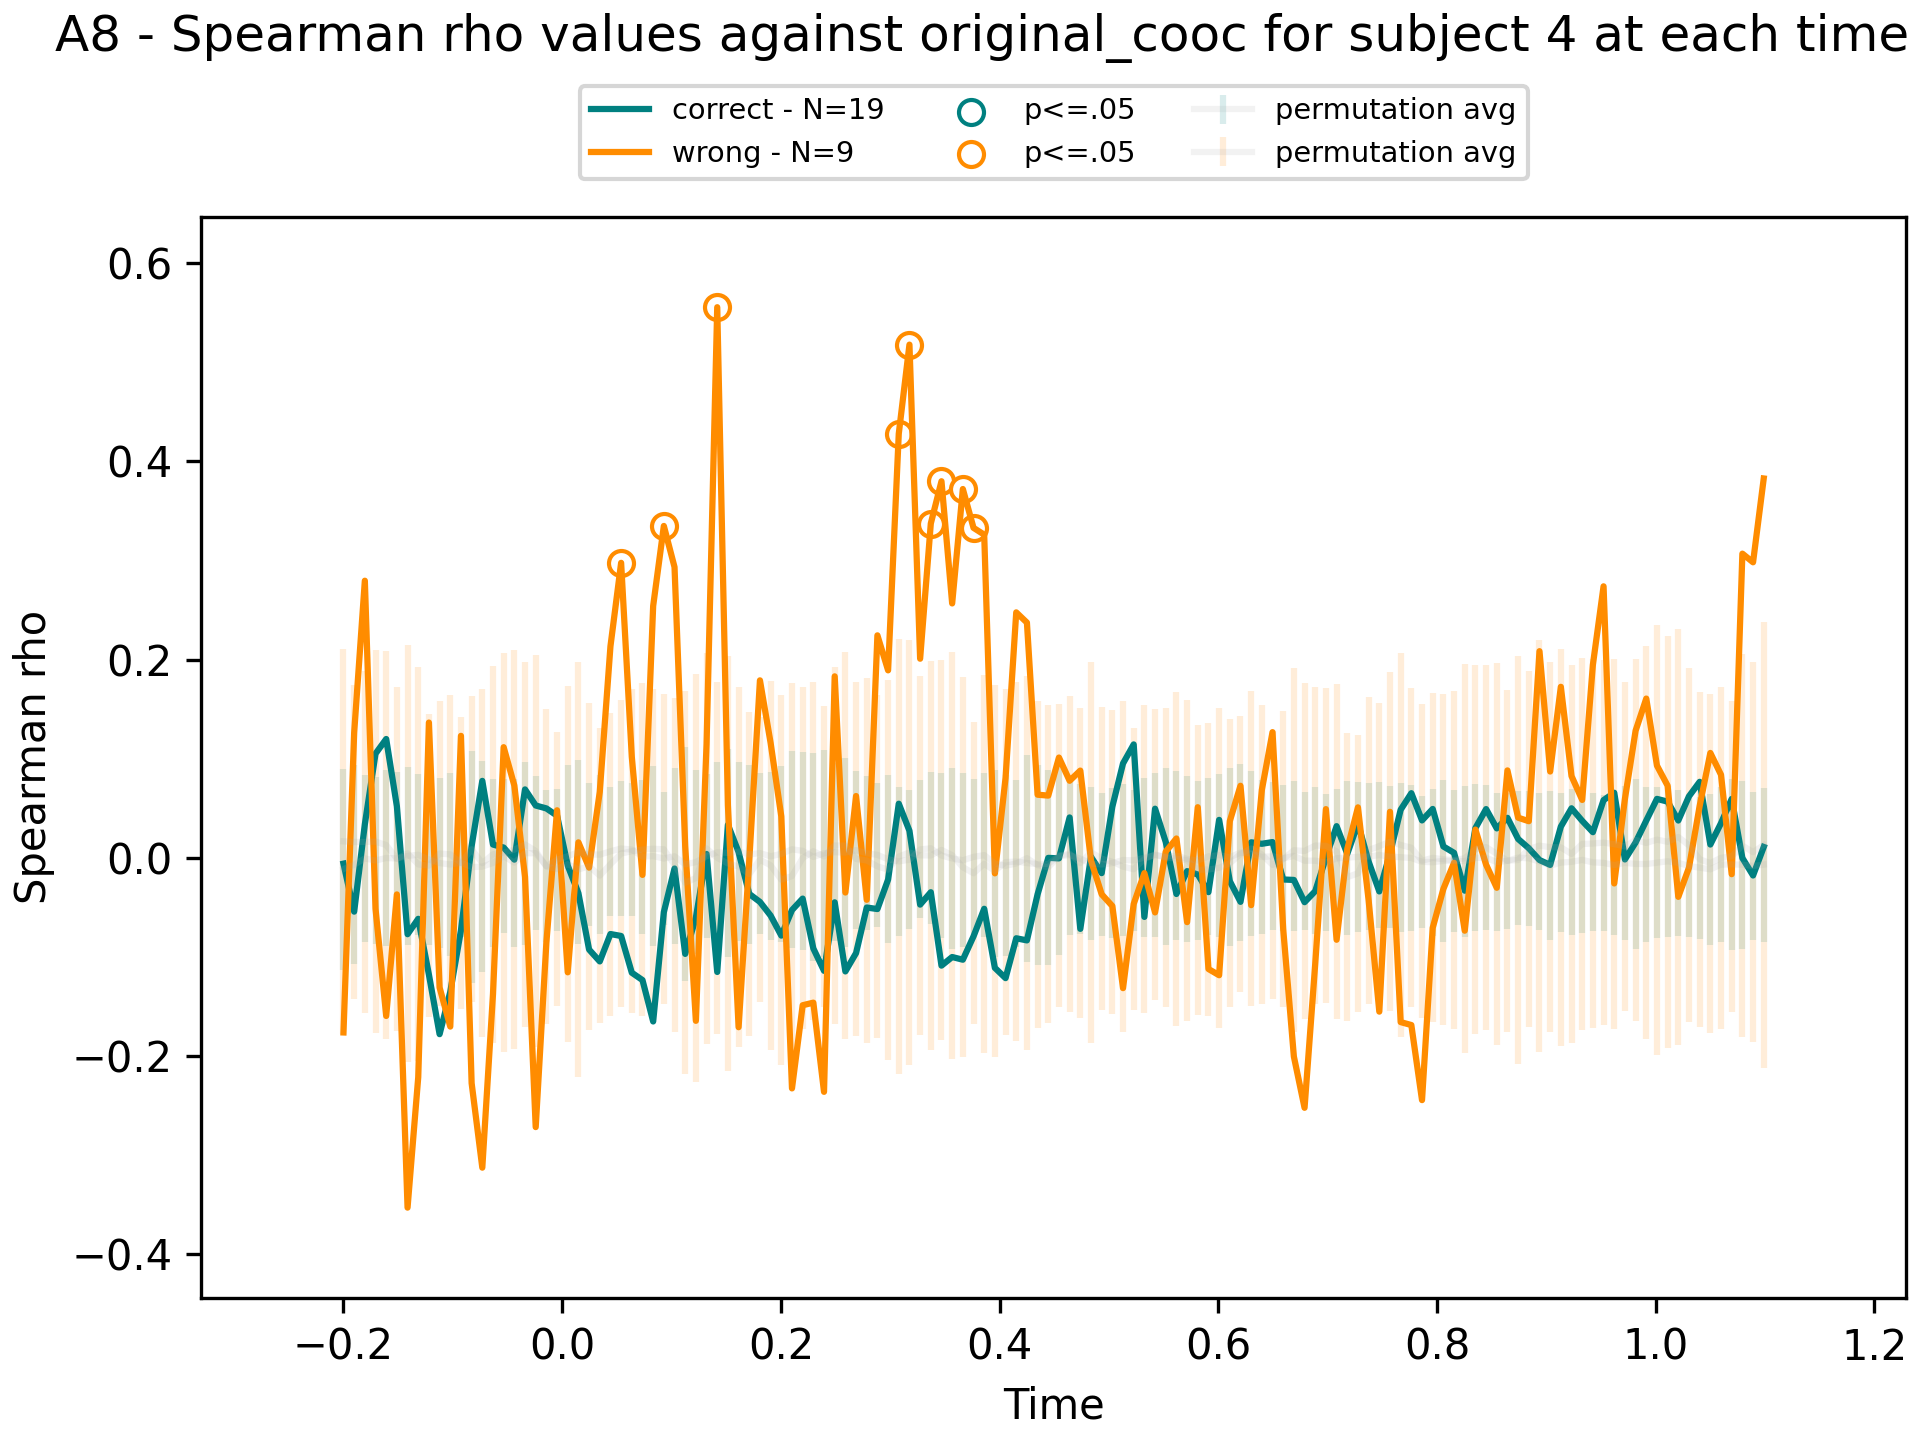 A8 - Spearman rho values against original_cooc for subject 4 at each time
correct - N=19
wrong - N=9
p<=.05
p<=.05
permutation avg
permutation avg
Spearman rho
0.6
0.4
0.2
0.0
−0.2
−0.4
−0.2 0.0 0.2 0.4 0.6 0.8 1.0 1.2
Time